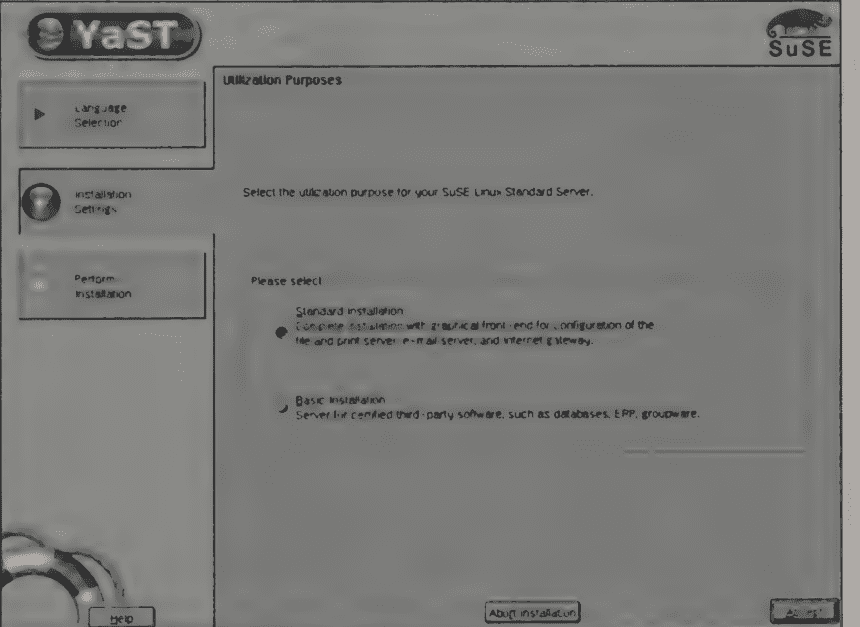 YaST
SuSE
Language
Selection
Installation
Settings
Perform
Installation
Utilization Purposes
Select the utilization purpose for your SuSE Linux Standard Server.
Please select
Standard Installation
Complete installation with graphical front-end for configuration of the
file and print server, e-mail server, and internet gateway.
Basic Installation
Server for certified third-party software, such as databases, ERP, groupware.
Help
Abort Installation
Accept